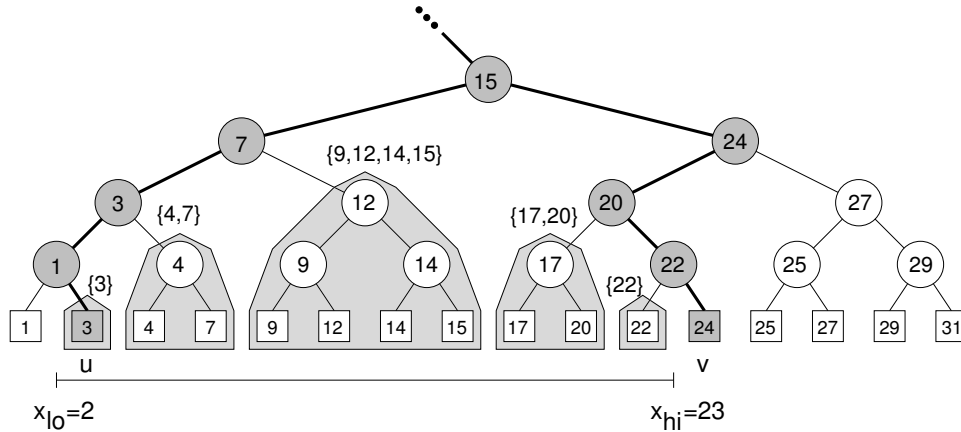 15
7 24
{9,12,14,15}
3 {4,7} 12 {17,20} 20 27
1 {3} 4 9 14 17 {22} 22 25 29
1 3 4 7 9 12 14 15 17 20 22 24 25 27 29 31
u v
x_lo=2 x_hi=23